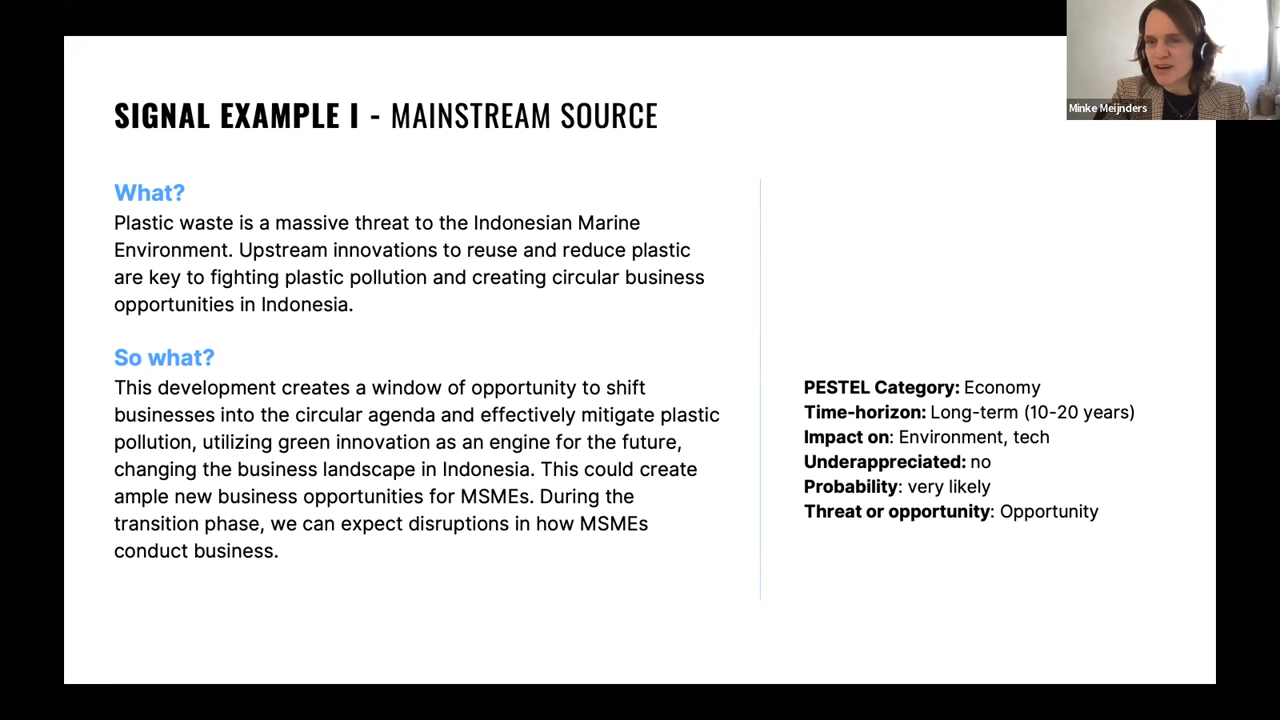 SIGNAL EXAMPLE I - MAINSTREAM SOURCE
Minke Meijnders
What?
Plastic waste is a massive threat to the Indonesian Marine
Environment. Upstream innovations to reuse and reduce plastic
are key to fighting plastic pollution and creating circular business
opportunities in Indonesia.
So what?
This development creates a window of opportunity to shift
businesses into the circular agenda and effectively mitigate plastic
pollution, utilizing green innovation as an engine for the future,
changing the business landscape in Indonesia. This could create
ample new business opportunities for MSMEs. During the
transition phase, we can expect disruptions in how MSMEs
conduct business.
PESTEL Category: Economy
Time-horizon: Long-term (10-20 years)
Impact on: Environment, tech
Underappreciated: no
Probability: very likely
Threat or opportunity: Opportunity